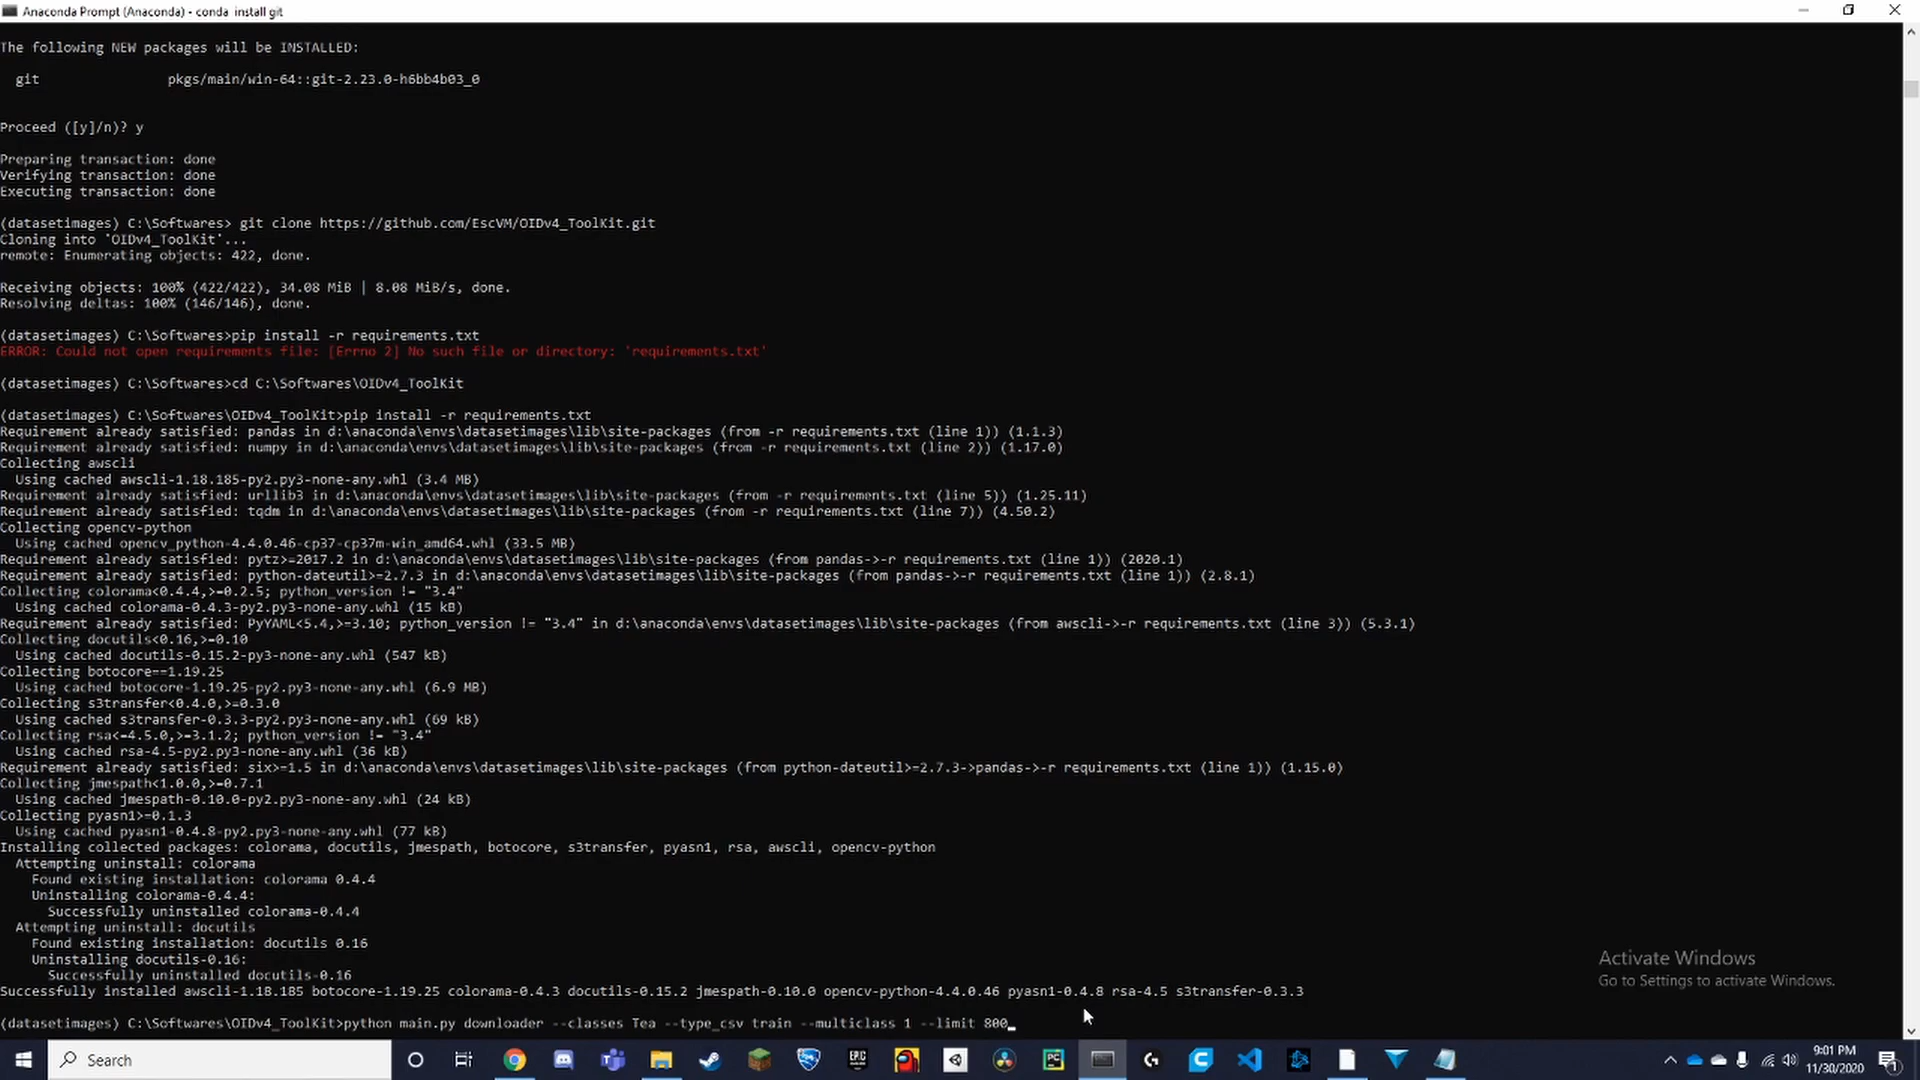 Anaconda Prompt (Anaconda) - conda  install git
The following NEW packages will be INSTALLED:
git                pkgs/main/win-64::git-2.23.0-h6bb4b03_0
Proceed ([y]/n)? y
Preparing transaction: done
Verifying transaction: done
Executing transaction: done
(datasetimages) C:\Softwares> git clone https://github.com/EscVM/OIDv4_ToolKit.git
Cloning into 'OIDv4_ToolKit'...
remote: Enumerating objects: 422, done.
Receiving objects: 100% (422/422), 34.08 MiB | 8.08 MiB/s, done.
Resolving deltas: 100% (146/146), done.
(datasetimages) C:\Softwares>pip install -r requirements.txt
ERROR: Could not open requirements file: [Errno 2] No such file or directory: 'requirements.txt'
(datasetimages) C:\Softwares>cd C:\Softwares\OIDv4_ToolKit
(datasetimages) C:\Softwares\OIDv4_ToolKit>pip install -r requirements.txt
Requirement already satisfied: pandas in d:\anaconda\envs\datasetimages\lib\site-packages (from -r requirements.txt (line 1)) (1.1.3)
Requirement already satisfied: numpy in d:\anaconda\envs\datasetimages\lib\site-packages (from -r requirements.txt (line 2)) (1.17.0)
Collecting awscli
Using cached awscli-1.18.185-py2.py3-none-any.whl (3.4 MB)
Requirement already satisfied: urllib3 in d:\anaconda\envs\datasetimages\lib\site-packages (from -r requirements.txt (line 5)) (1.25.11)
Requirement already satisfied: tqdm in d:\anaconda\envs\datasetimages\lib\site-packages (from -r requirements.txt (line 7)) (4.50.2)
Collecting opencv-python
Using cached opencv_python-4.4.0.46-cp37-cp37m-win_amd64.whl (33.5 MB)
Requirement already satisfied: pytz>=2017.2 in d:\anaconda\envs\datasetimages\lib\site-packages (from pandas->-r requirements.txt (line 1)) (2020.1)
Requirement already satisfied: python-dateutil>=2.7.3 in d:\anaconda\envs\datasetimages\lib\site-packages (from pandas->-r requirements.txt (line 1)) (2.8.1)
Collecting colorama<0.4.4,>=0.2.5; python_version != "3.4"
Using cached colorama-0.4.3-py2.py3-none-any.whl (15 kB)
Requirement already satisfied: PyYAML<5.4,>=3.10; python_version != "3.4" in d:\anaconda\envs\datasetimages\lib\site-packages (from awscli->-r requirements.txt (line 3)) (5.3.1)
Collecting docutils<0.16,>=0.10
Using cached docutils-0.15.2-py3-none-any.whl (547 kB)
Collecting botocore==1.19.25
Using cached botocore-1.19.25-py2.py3-none-any.whl (6.9 MB)
Collecting s3transfer<0.4.0,>=0.3.0
Using cached s3transfer-0.3.3-py2.py3-none-any.whl (69 kB)
Collecting rsa<=4.5.0,>=3.1.2; python_version != "3.4"
Using cached rsa-4.5-py2.py3-none-any.whl (36 kB)
Requirement already satisfied: six>=1.5 in d:\anaconda\envs\datasetimages\lib\site-packages (from python-dateutil>=2.7.3->pandas->-r requirements.txt (line 1)) (1.15.0)
Collecting jmespath<1.0.0,>=0.7.1
Using cached jmespath-0.10.0-py2.py3-none-any.whl (24 kB)
Collecting pyasn1>=0.1.3
Using cached pyasn1-0.4.8-py2.py3-none-any.whl (77 kB)
Installing collected packages: colorama, docutils, jmespath, botocore, s3transfer, pyasn1, rsa, awscli, opencv-python
Attempting uninstall: colorama
Found existing installation: colorama 0.4.4
Uninstalling colorama-0.4.4:
Successfully uninstalled colorama-0.4.4
Attempting uninstall: docutils
Found existing installation: docutils 0.16
Uninstalling docutils-0.16:
Successfully uninstalled docutils-0.16
Successfully installed awscli-1.18.185 botocore-1.19.25 colorama-0.4.3 docutils-0.15.2 jmespath-0.10.0 opencv-python-4.4.0.46 pyasn1-0.4.8 rsa-4.5 s3transfer-0.3.3
(datasetimages) C:\Softwares\OIDv4_ToolKit>python main.py downloader --classes Tea --type_csv train --multiclass 1 --limit 800_
Activate Windows
Go to Settings to activate Windows.
Search
EPIC
PC
9:01 PM
11/30/2020
1